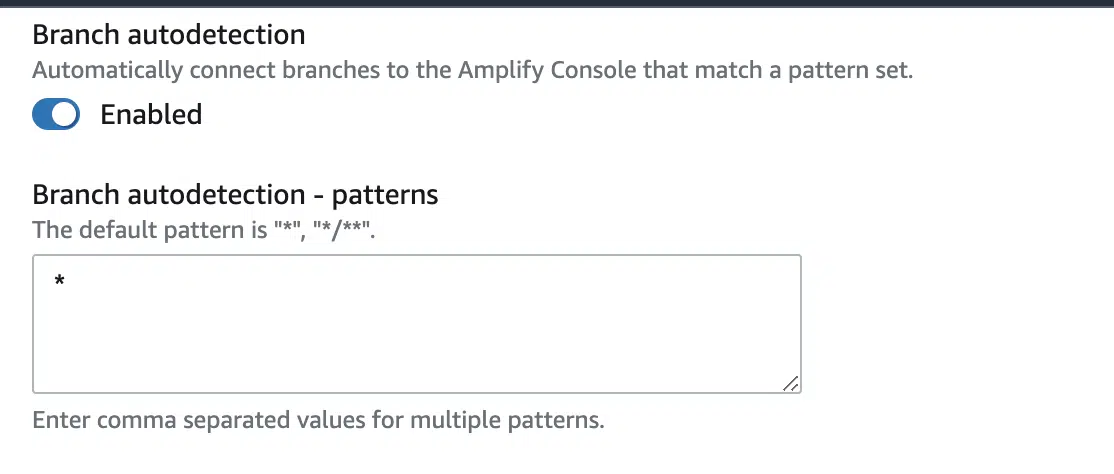 Branch autodetection
Automatically connect branches to the Amplify Console that match a pattern set.
Enabled
Branch autodetection - patterns
The default pattern is "*", "*/**".
*
Enter comma separated values for multiple patterns.